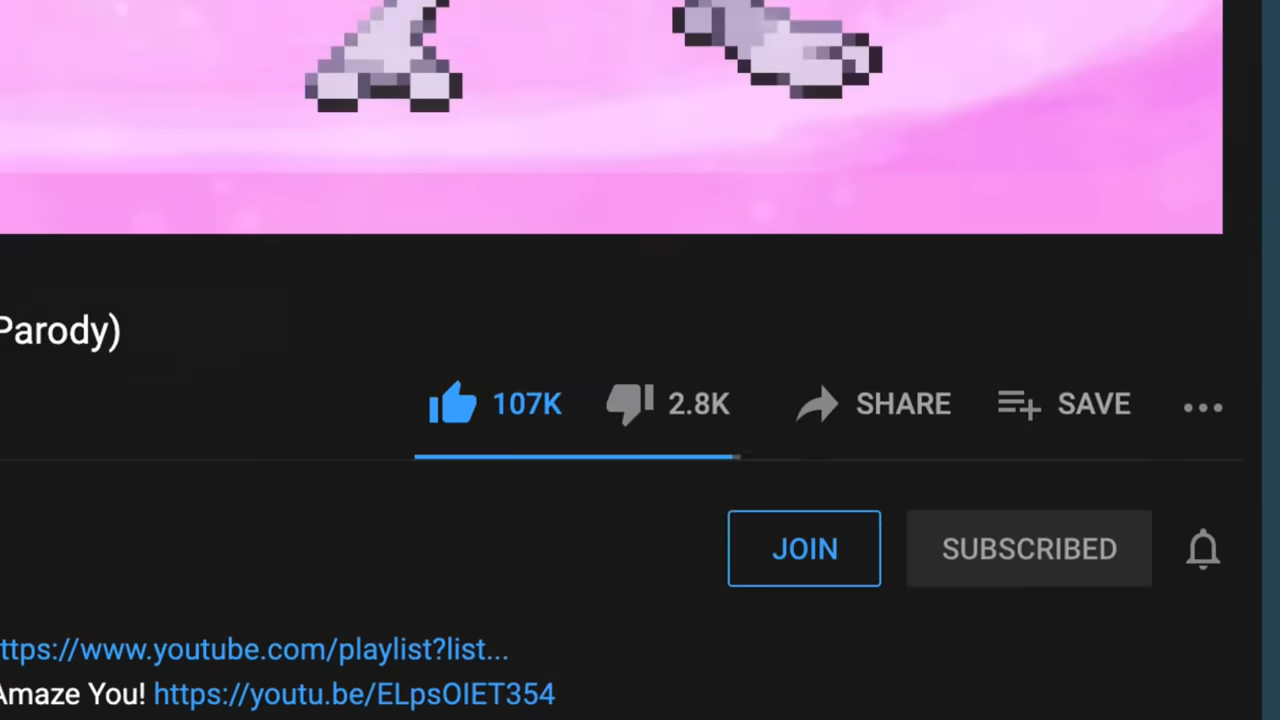 Parody)
107K 2.8K SHARE SAVE
JOIN SUBSCRIBED
ttps://www.youtube.com/playlist?list...
Amaze You! https://youtu.be/ELpsOIET354